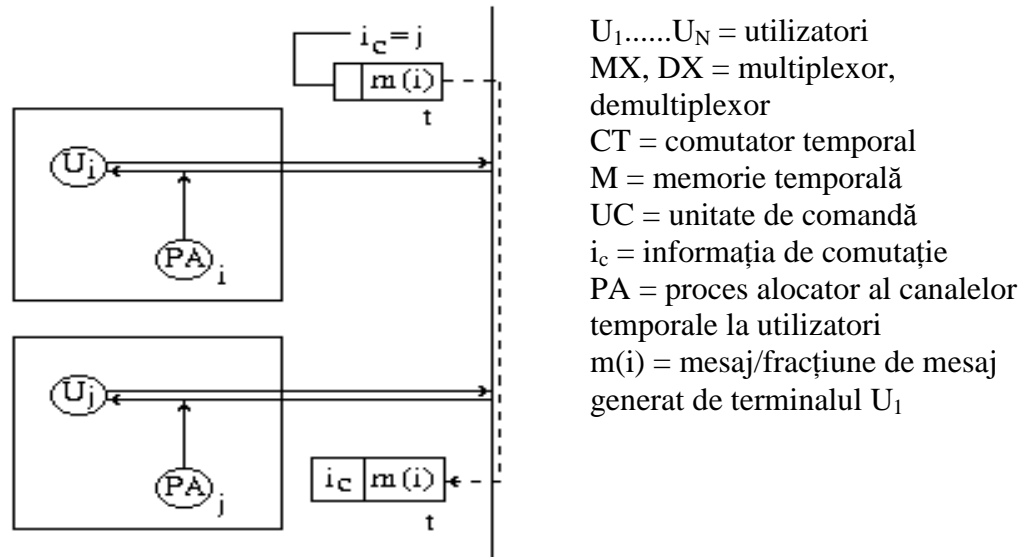 i_c = j
m(i)
t
U_i
PA_i
U_j
PA_j
i_c m(i)
t
U₁......U_N = utilizatori
MX, DX = multiplexor,
demultiplexor
CT = comutator temporal
M = memorie temporală
UC = unitate de comandă
i_c = informația de comutație
PA = proces alocator al canalelor
temporale la utilizatori
m(i) = mesaj/fracțiune de mesaj
generat de terminalul U₁